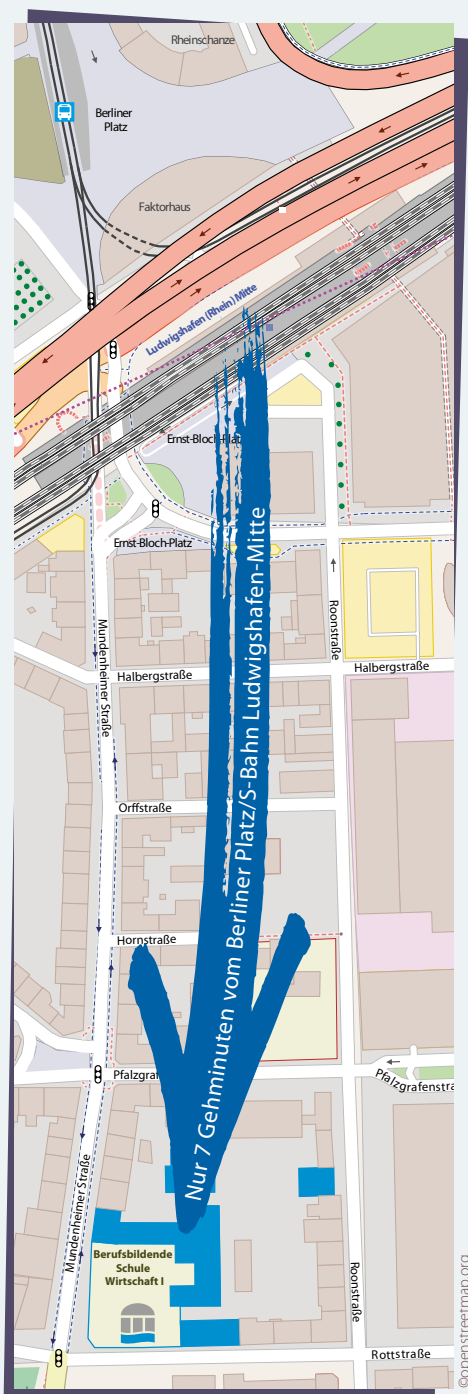 Rheinschanze
Berliner
Platz
Faktorhaus
Ludwigshafen (Rhein) Mitte
Ernst-Bloch-Platz
Ernst-Bloch-Platz
Mundenheimer Straße
Roonstraße
Halbergstraße
Halbergstraße
Nur 7 Gehminuten vom Berliner Platz/S-Bahn Ludwigshafen-Mitte
Orffstraße
Hornstraße
Pfalzgraf
Pfalzgrafenstra
Mundenheimer Straße
Berufsbildende
Schule
Wirtschaft I
Roonstraße
Rottstraße
©openstreetmap.org